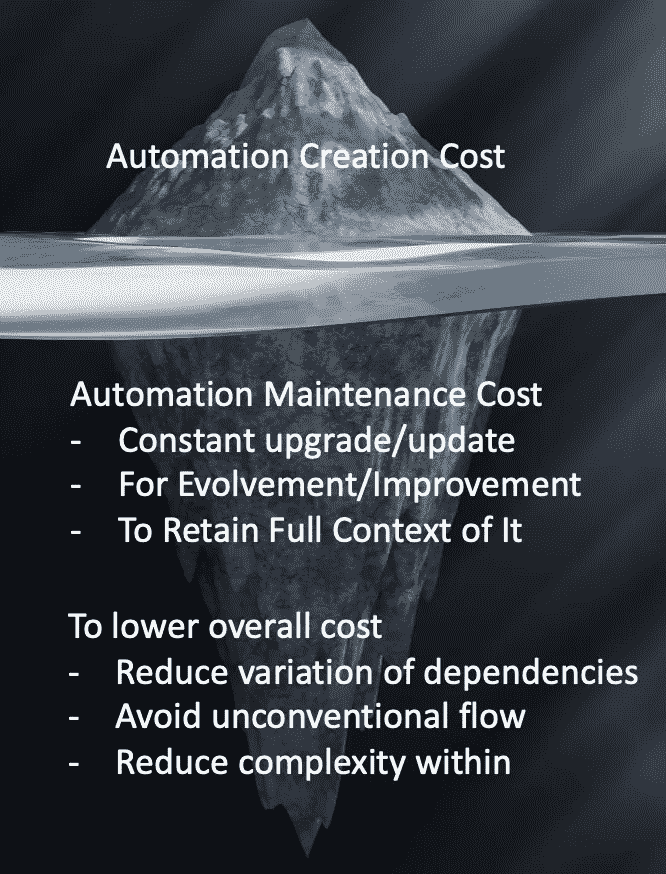 Automation Creation Cost
Automation Maintenance Cost
- Constant upgrade/update
- For Evolvement/Improvement
- To Retain Full Context of It
To lower overall cost
- Reduce variation of dependencies
- Avoid unconventional flow
- Reduce complexity within